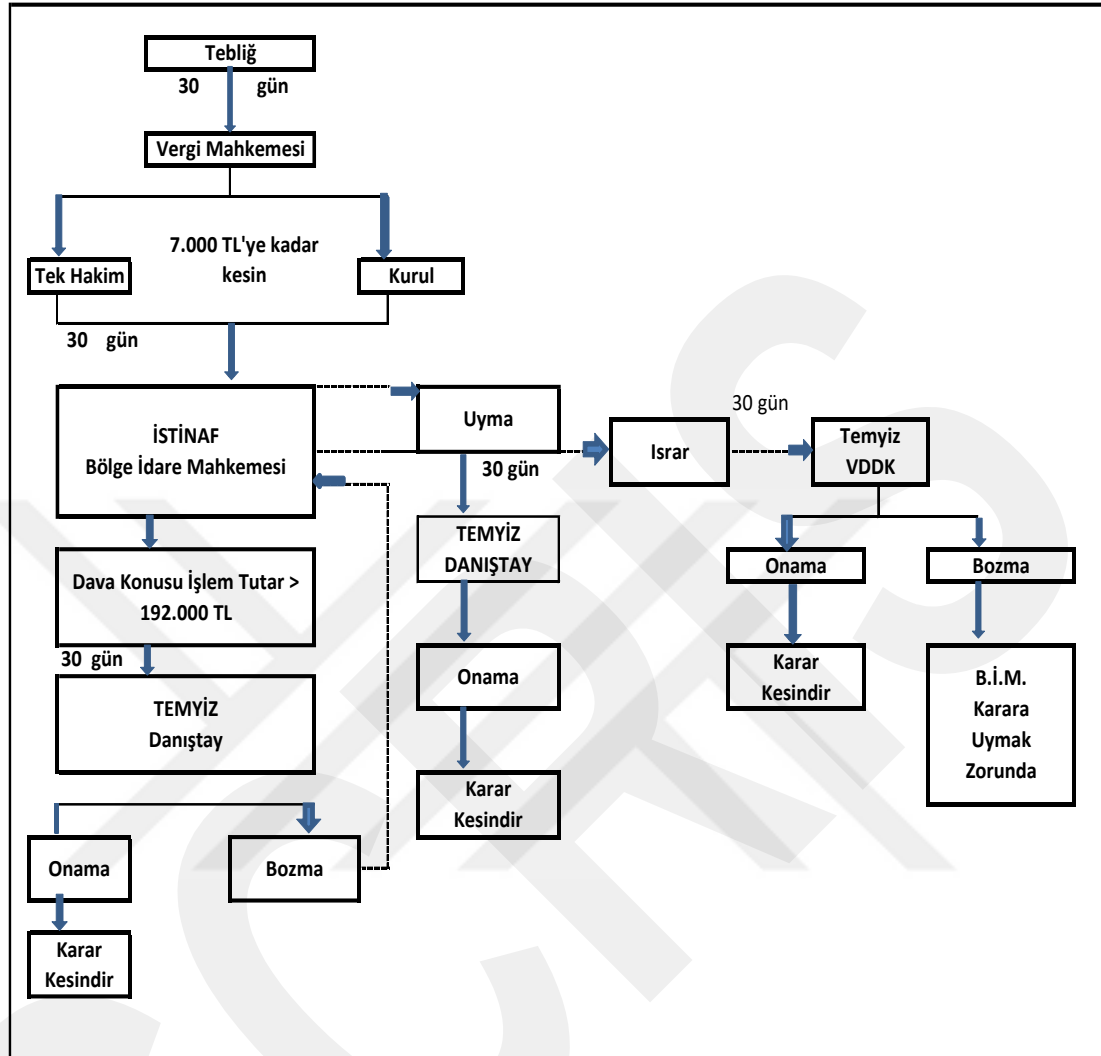 Tebliğ
30 gün
Vergi Mahkemesi
7.000 TL'ye kadar
kesin
Tek Hakim
Kurul
30 gün
İSTİNAF
Bölge İdare Mahkemesi
Uyma
30 gün
Israr
30 gün
Temyiz
VDDK
TEMYİZ
DANIŞTAY
Onama
Bozma
Dava Konusu İşlem Tutar >
192.000 TL
30 gün
TEMYİZ
Danıştay
Onama
Karar
Kesindir
Karar
Kesindir
B.İ.M.
Karara
Uymak
Zorunda
Onama
Bozma
Karar
Kesindir